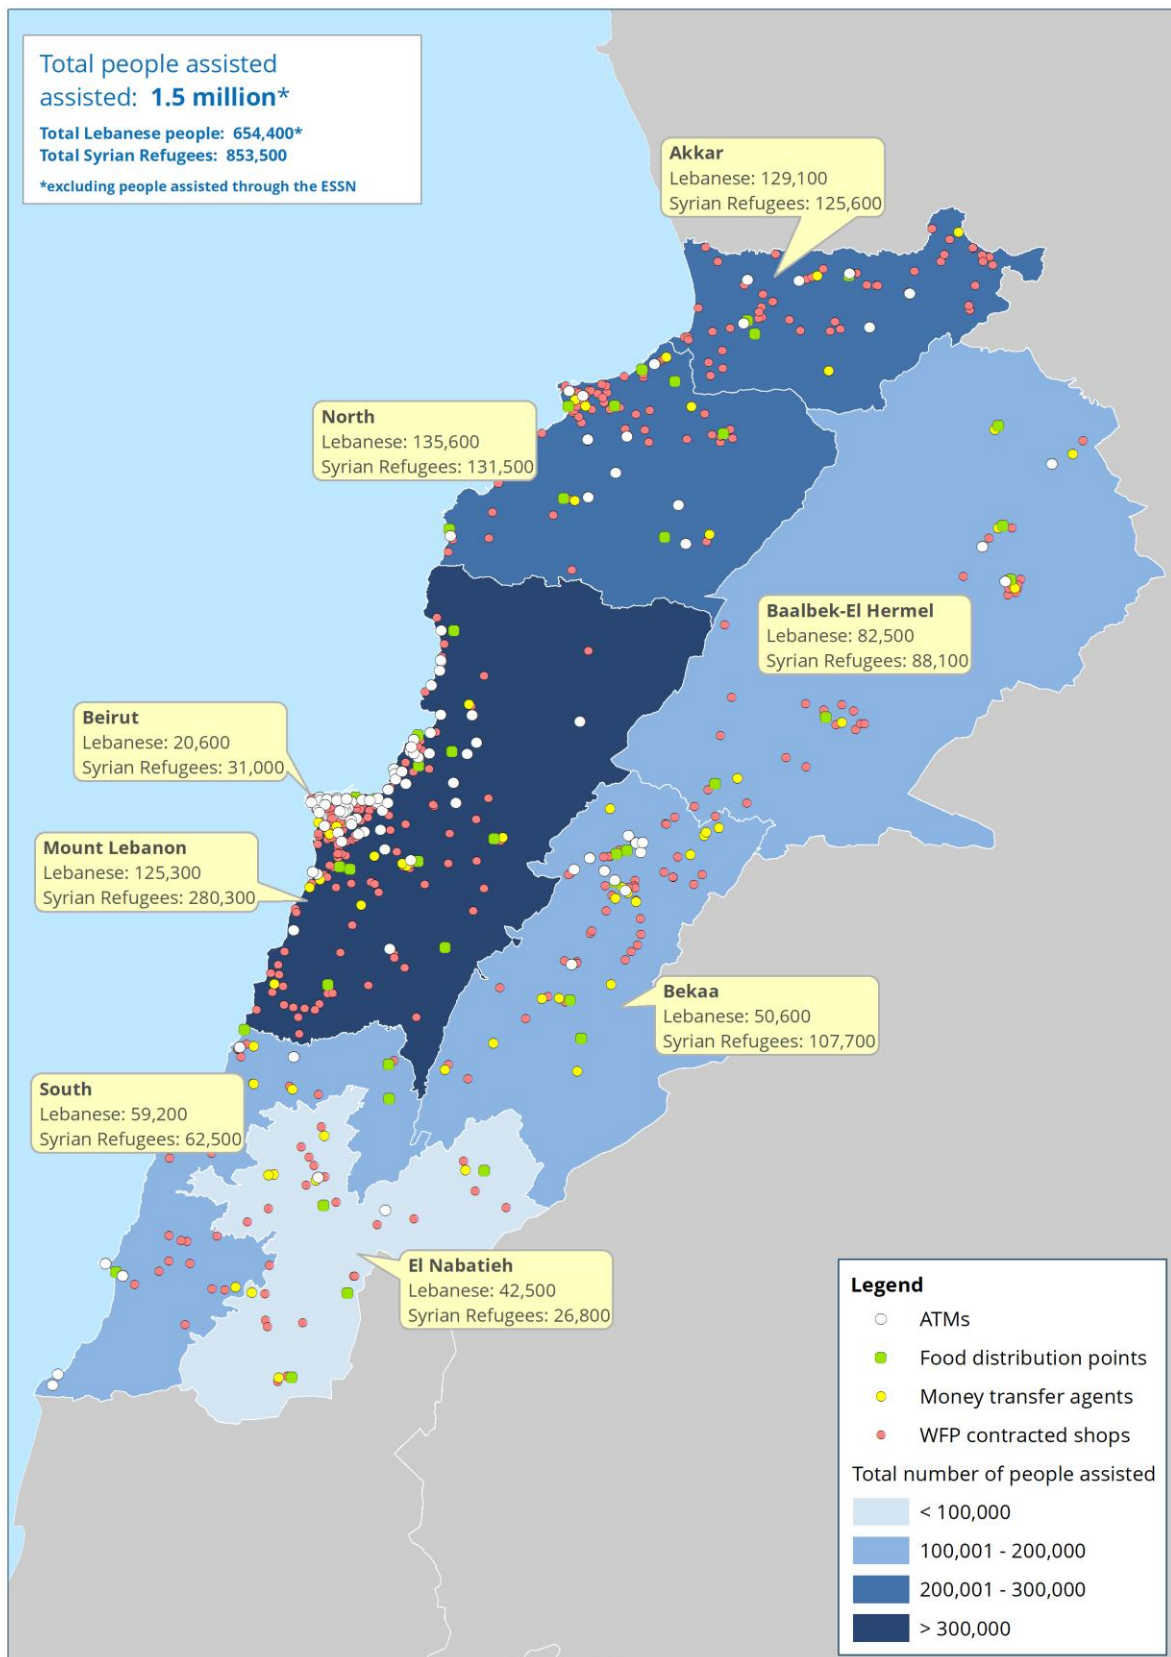 Total people assisted
assisted: 1.5 million*
Total Lebanese people: 654,400*
Total Syrian Refugees: 853,500
*excluding people assisted through the ESSN
Akkar
Lebanese: 129,100
Syrian Refugees: 125,600
North
Lebanese: 135,600
Syrian Refugees: 131,500
Baalbek-El Hermel
Lebanese: 82,500
Syrian Refugees: 88,100
Beirut
Lebanese: 20,600
Syrian Refugees: 31,000
Mount Lebanon
Lebanese: 125,300
Syrian Refugees: 280,300
Bekaa
Lebanese: 50,600
Syrian Refugees: 107,700
South
Lebanese: 59,200
Syrian Refugees: 62,500
El Nabatieh
Lebanese: 42,500
Syrian Refugees: 26,800
Legend
ATMs
Food distribution points
Money transfer agents
WFP contracted shops
Total number of people assisted
< 100,000
100,001 - 200,000
200,001 - 300,000
> 300,000